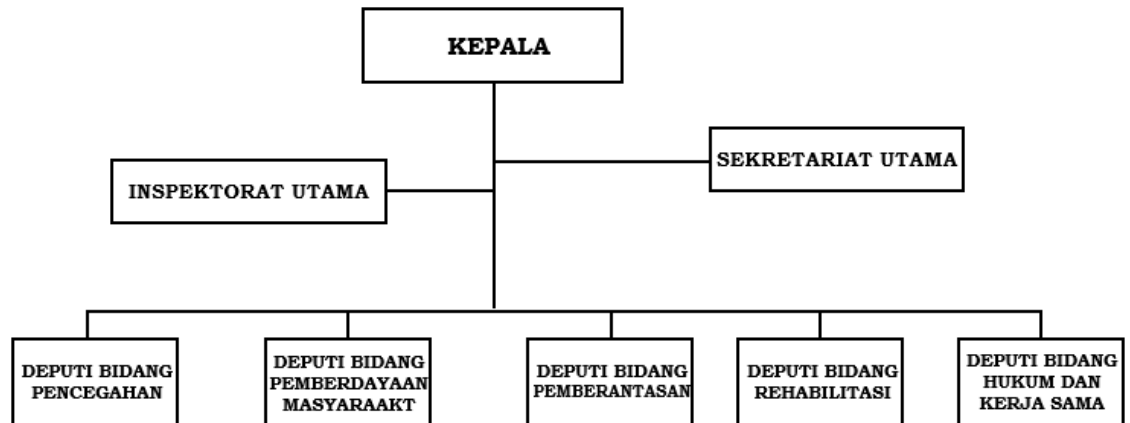 KEPALA
SEKRETARIAT UTAMA
INSPEKTORAT UTAMA
DEPUTI BIDANG
PENCEGAHAN
DEPUTI BIDANG
PEMBERDAYAAN
MASYARAAKT
DEPUTI BIDANG
PEMBERANTASAN
DEPUTI BIDANG
REHABILITASI
DEPUTI BIDANG
HUKUM DAN
KERJA SAMA